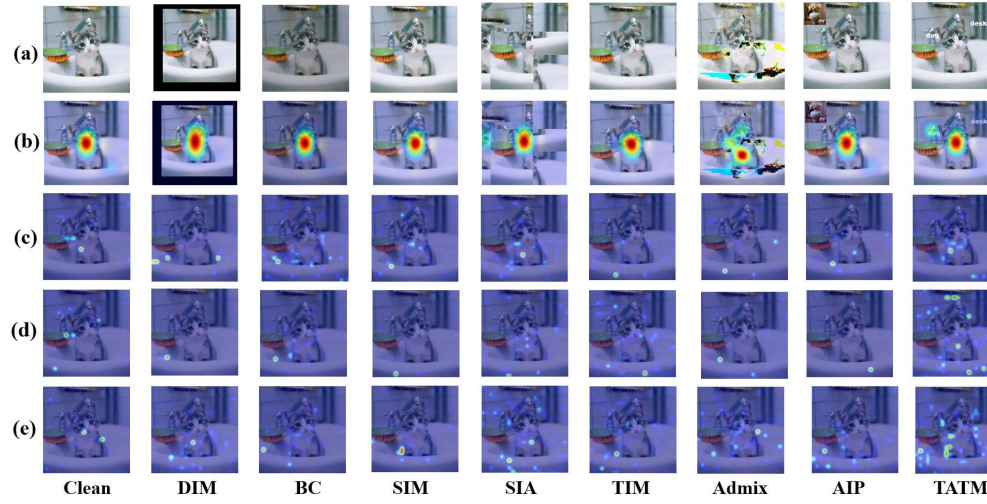 (a)
desk
dog
(b)
desk
(c)
(d)
(e)
Clean DIM BC SIM SIA TIM Admix AIP TATM